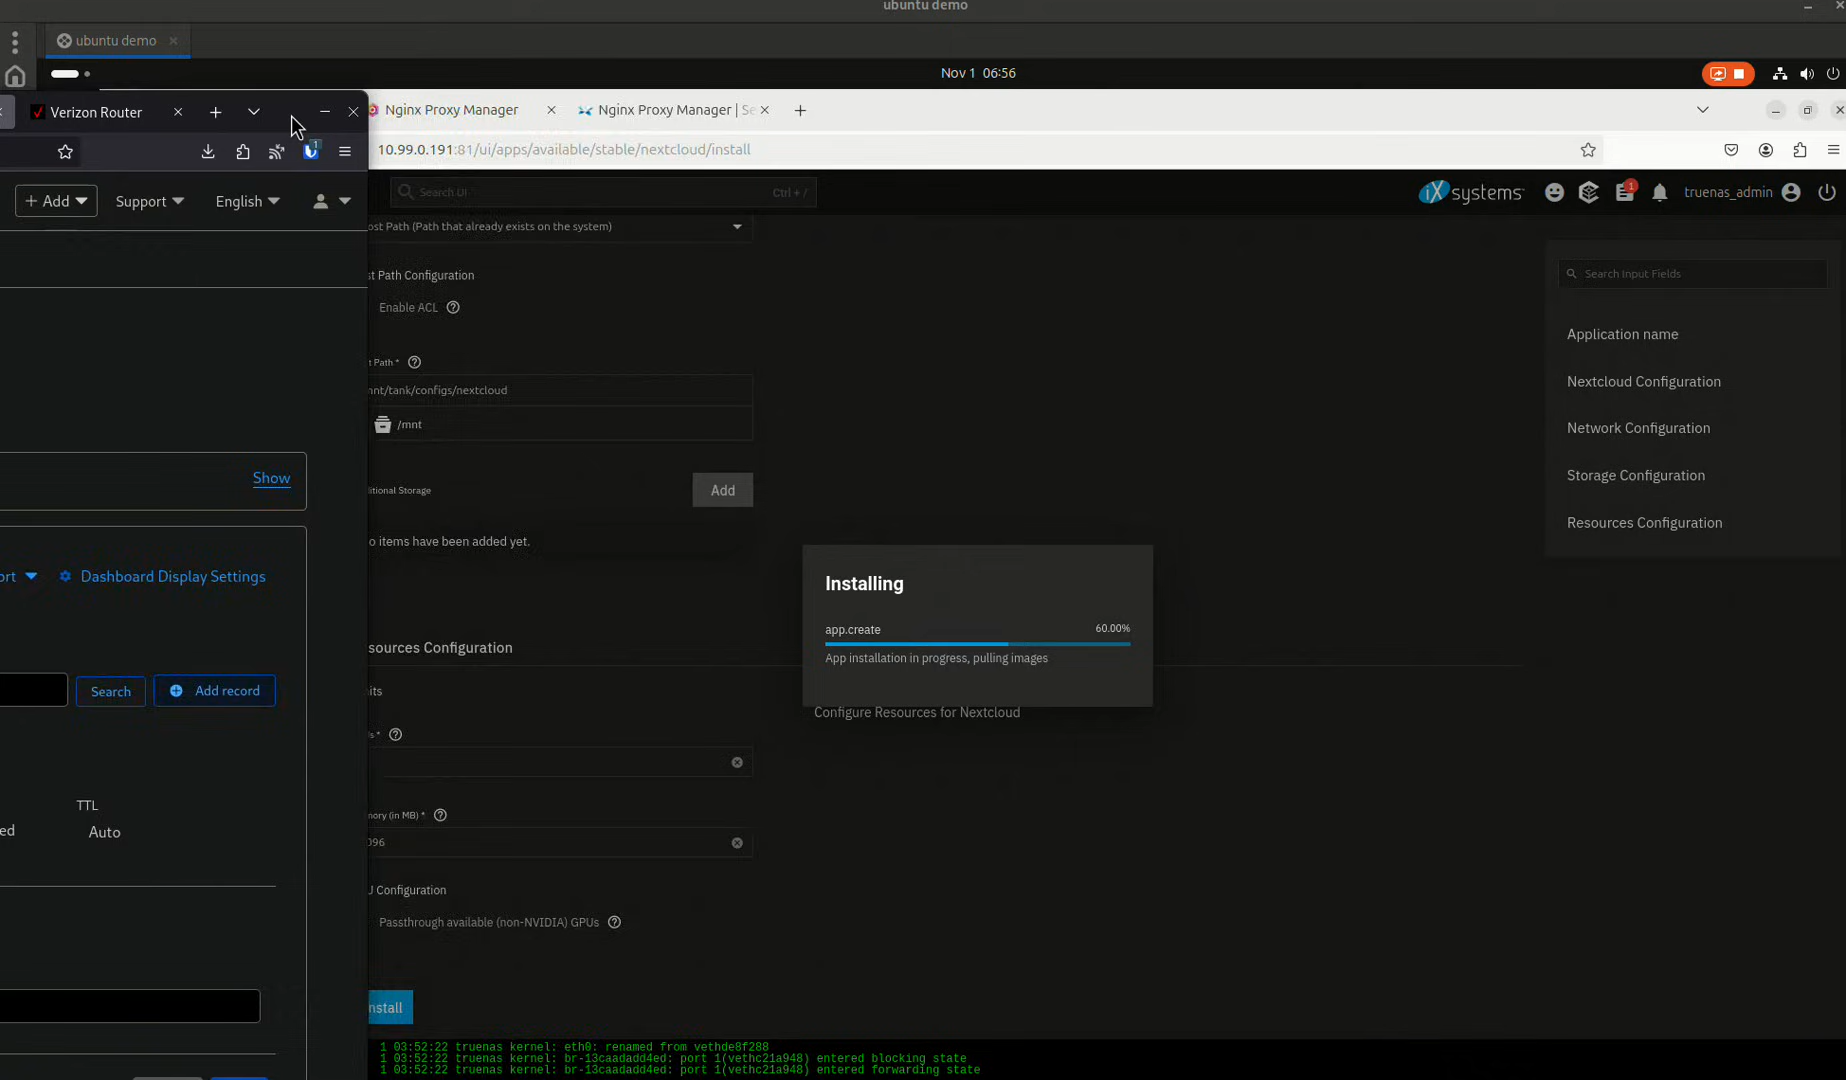 ubuntu demo
ubuntu demo
Nov 1 06:56
Verizon Router
Nginx Proxy Manager
Nginx Proxy Manager | Se
10.99.0.191:81/ui/apps/available/stable/nextcloud/install
1
+ Add
Support
English
Search UI
Ctrl + /
iXsystems
1
truenas_admin
ost Path (Path that already exists on the system)
Search Input Fields
st Path Configuration
Enable ACL
Application name
t Path *
Nextcloud Configuration
nnt/tank/configs/nextcloud
/mnt
Network Configuration
Show
Storage Configuration
ditional Storage
Add
Resources Configuration
o items have been added yet.
ort
Dashboard Display Settings
Installing
app.create
60.00%
App installation in progress, pulling images
sources Configuration
Search
Add record
nits
Configure Resources for Nextcloud
Js *
TTL
ed
Auto
mory (in MB) *
096
J Configuration
Passthrough available (non-NVIDIA) GPUs
nstall
1 03:52:22 truenas kernel: eth0: renamed from vethde8f288
1 03:52:22 truenas kernel: br-13caadadd4ed: port 1(vethc21a948) entered blocking state
1 03:52:22 truenas kernel: br-13caadadd4ed: port 1(vethc21a948) entered forwarding state